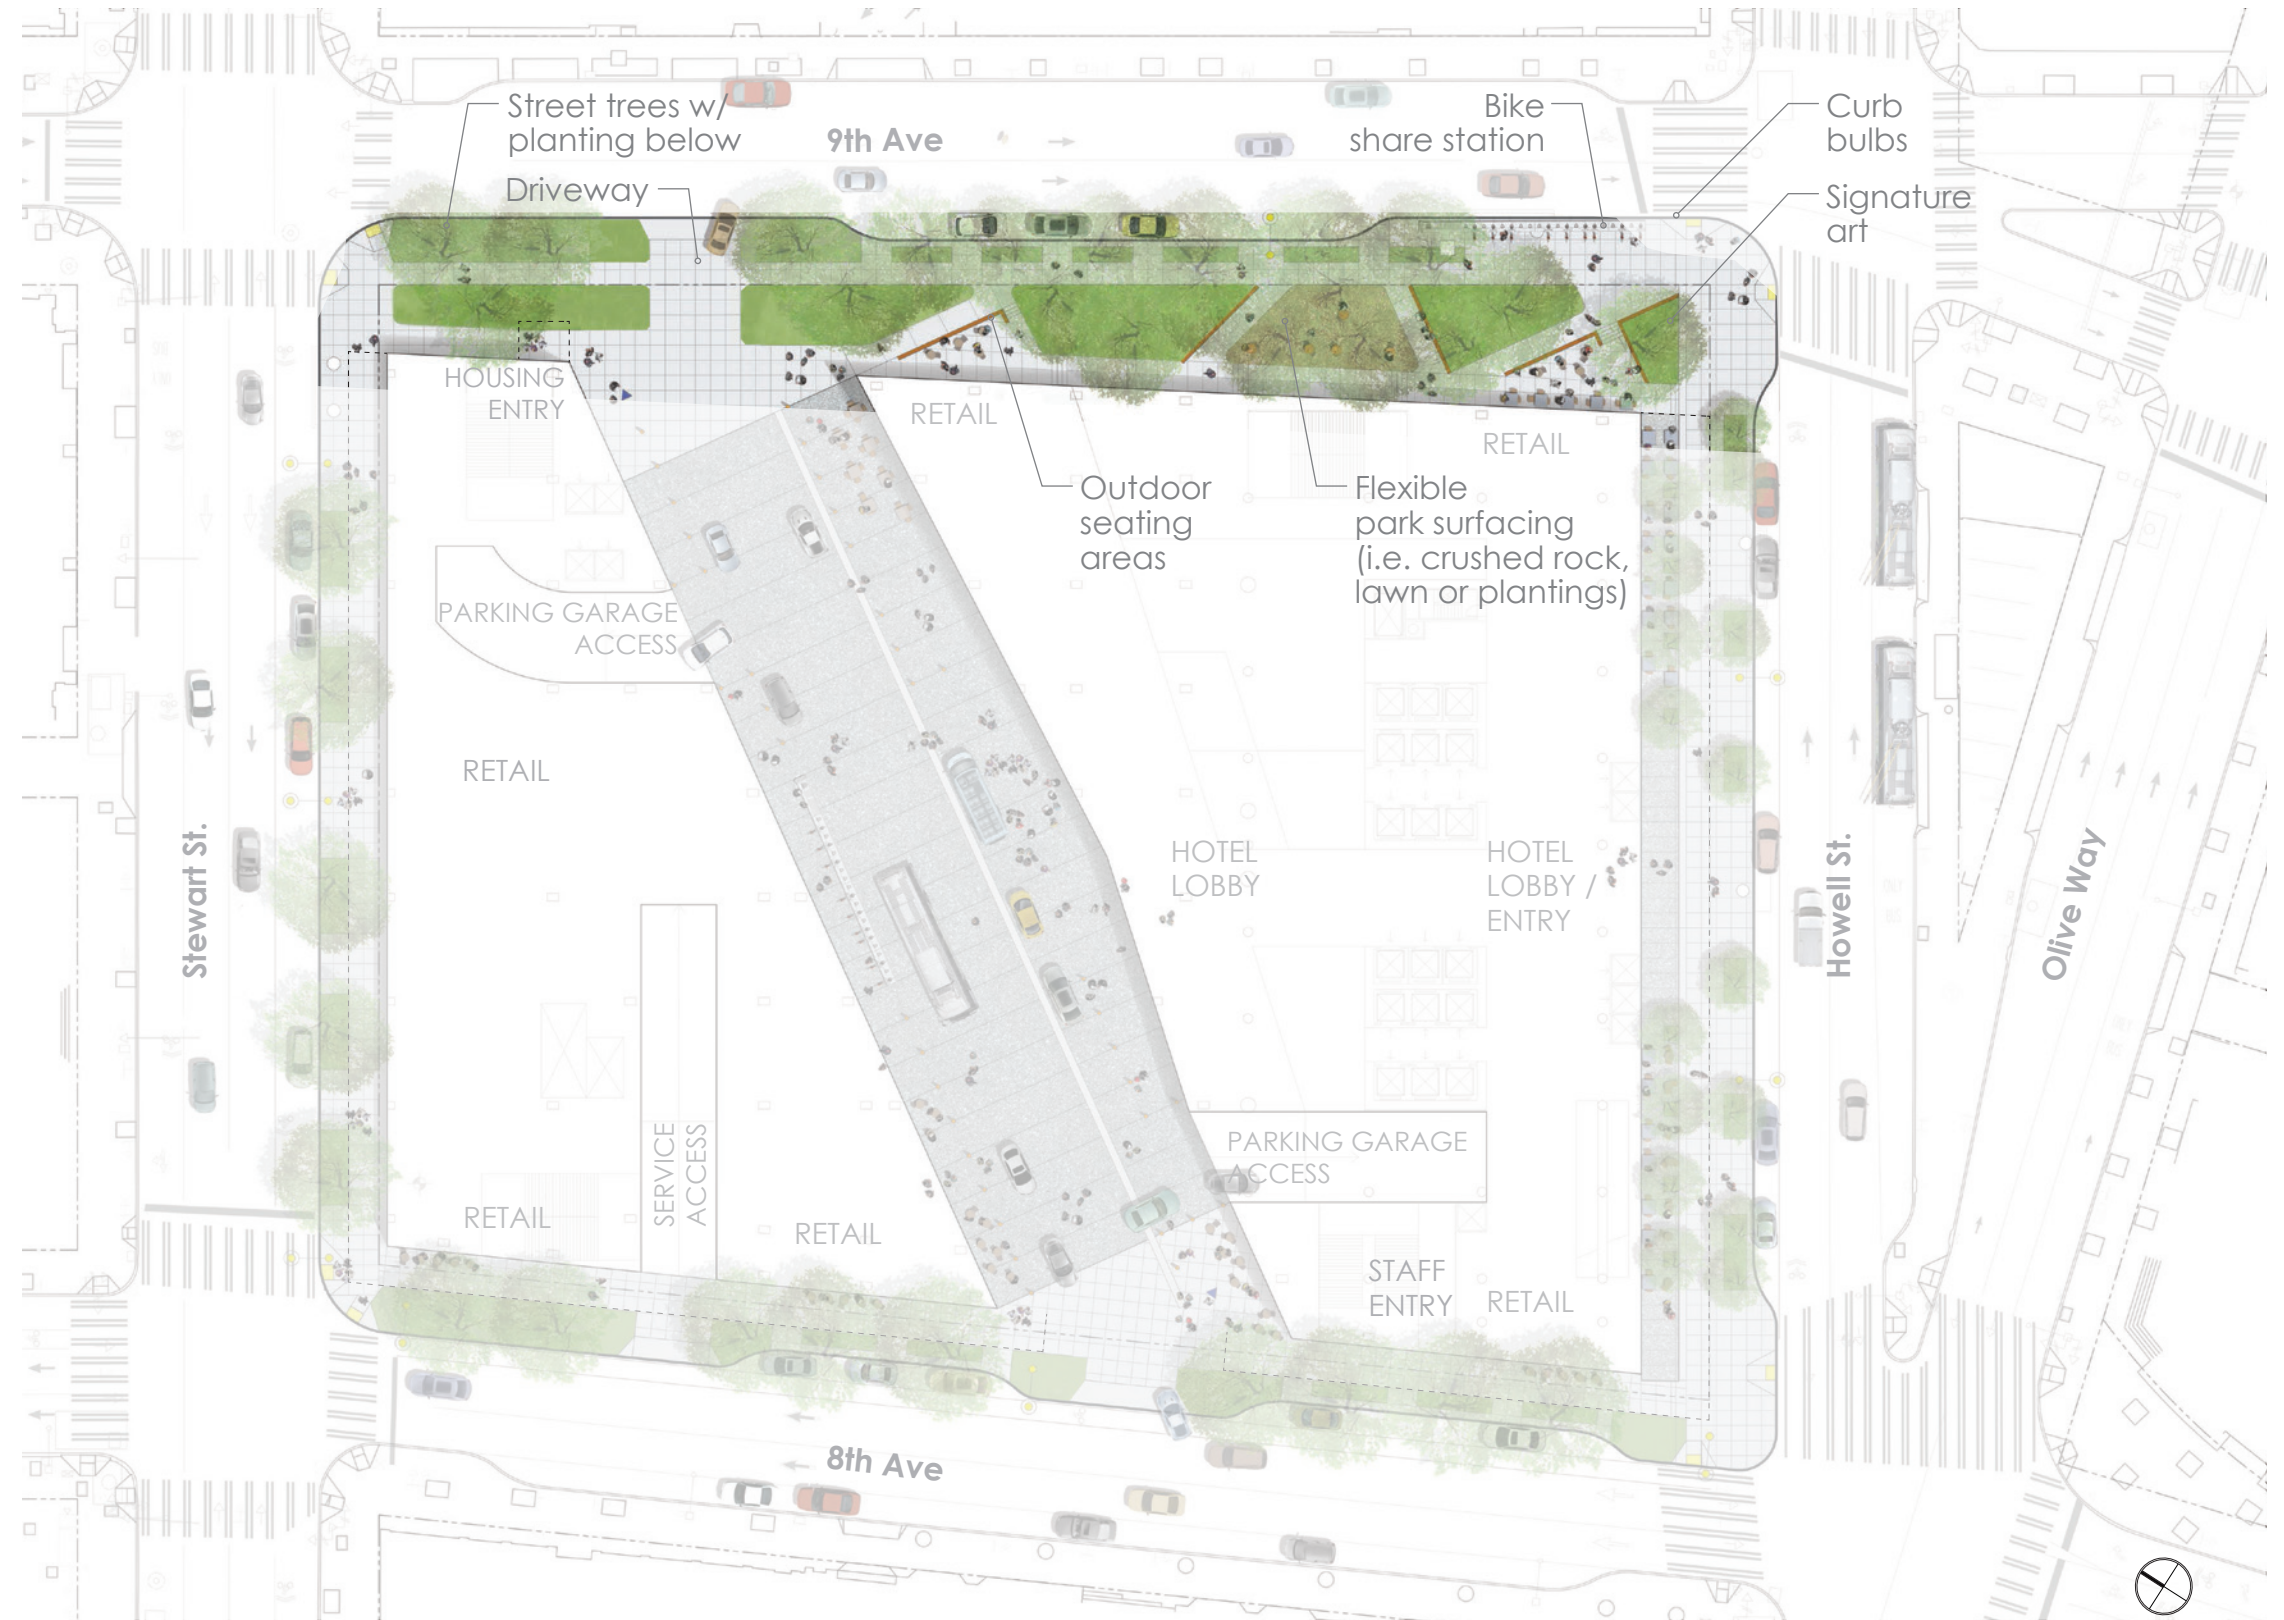 Street trees w/
planting below
9th Ave
Bike
share station
Curb
bulbs
Driveway
Signature
art
HOUSING
ENTRY
RETAIL
RETAIL
Outdoor
seating
areas
Flexible
park surfacing
(i.e. crushed rock,
lawn or plantings)
PARKING GARAGE
ACCESS
RETAIL
Stewart St.
HOTEL
LOBBY
HOTEL
LOBBY /
ENTRY
Howell St.
Olive Way
SERVICE
ACCESS
PARKING GARAGE
ACCESS
RETAIL
RETAIL
STAFF
ENTRY
RETAIL
8th Ave